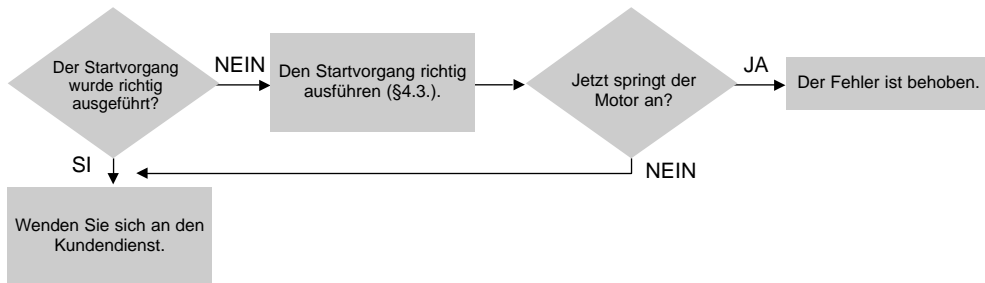 Der Startvorgang
wurde richtig
ausgeführt?
NEIN
Den Startvorgang richtig
ausführen (§4.3.).
Jetzt springt der
Motor an?
JA
Der Fehler ist behoben.
SI
NEIN
Wenden Sie sich an den
Kundendienst.